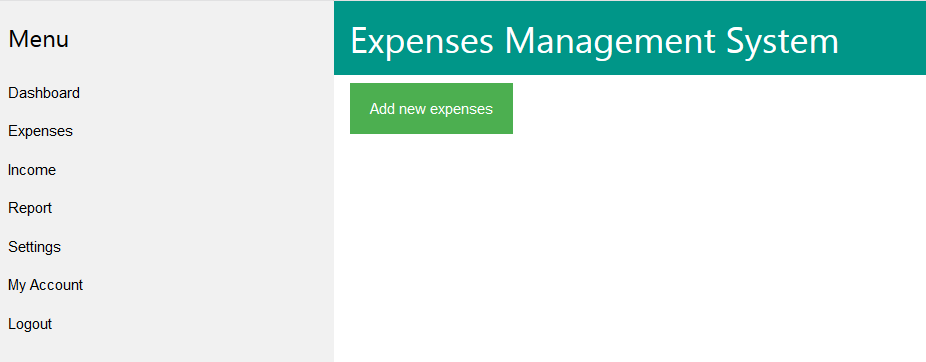 Menu
Dashboard
Expenses
Income
Report
Settings
My Account
Logout
Expenses Management System
Add new expenses